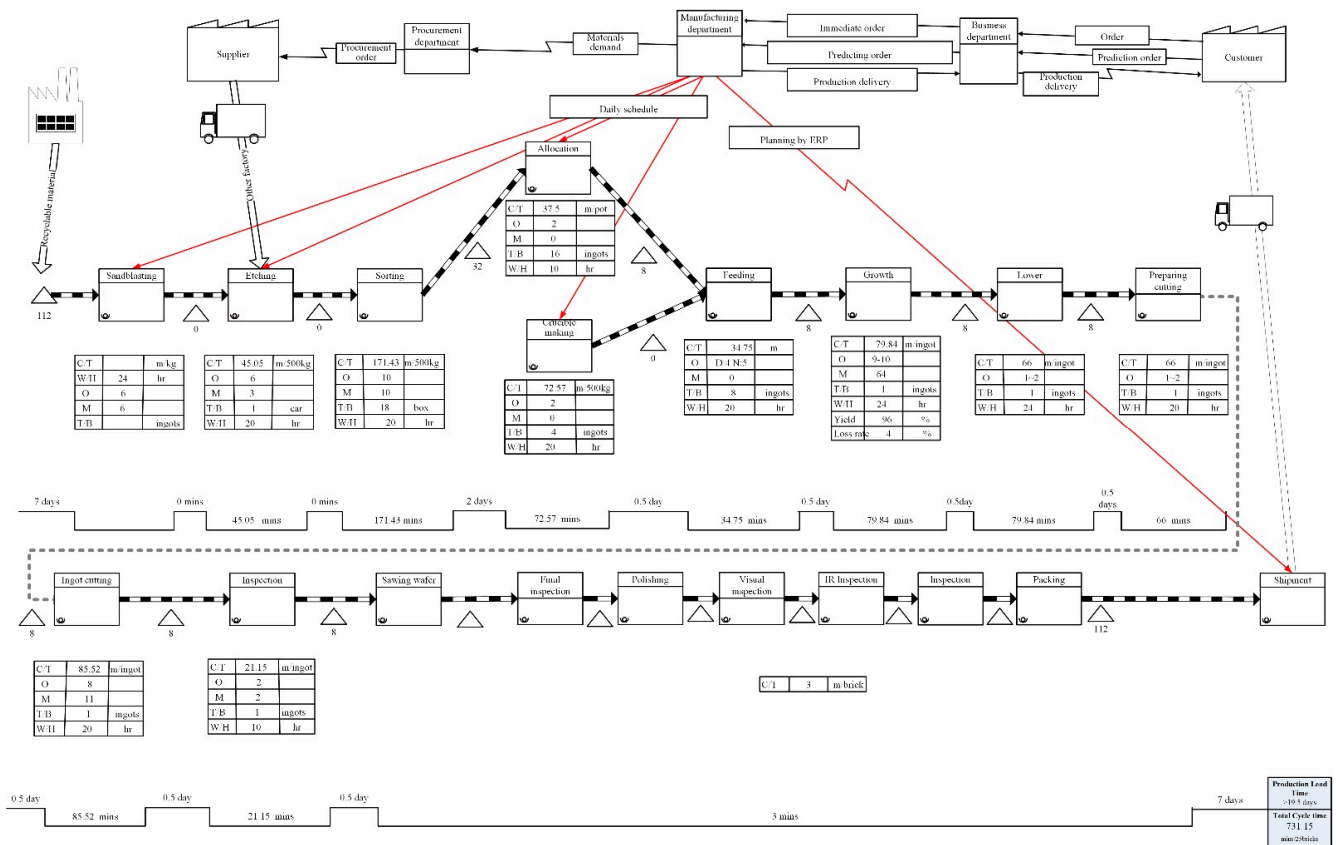 Manufacturing
department
Immediate order
Business
department
Order
Procurement
department
Materials
demand
Procurement
order
Supplier
Predicting order
Prediction order
Customer
Production delivery
Production
delivery
Daily schedule
Planning by ERP
Recyclable material
Other factory
Allocation
C/T 37.5 m/pot
O 2
M 0
T/B 16 ingots
W/H 10 hr
32
8
112
Sandblasting
0
Etching
0
Sorting
Crucible
making
0
Feeding
8
Growth
8
Lower
8
Preparing
cutting
C/T m/kg
W/H 24 hr
O 6
M 6
T/B ingots
C/T 45.05 m/500kg
O 6
M 3
T/B 1 car
W/H 20 hr
C/T 171.43 m/500kg
O 10
M 10
T/B 18 box
W/H 20 hr
C/T 72.57 m/500kg
O 2
M 0
T/B 4 ingots
W/H 20 hr
C/T 34.75 m
O D:4 N:5
M 0
T/B 8 ingots
W/H 20 hr
C/T 79.84 m/ingot
O 9-10
M 64
T/B 1 ingots
W/H 24 hr
Yield 96 %
Loss rate 4 %
C/T 66 m/ingot
O 1~2
T/B 1 ingots
W/H 24 hr
C/T 66 m/ingot
O 1~2
T/B 1 ingots
W/H 20 hr
7 days
0 mins
45.05 mins
0 mins
171.43 mins
2 days
72.57 mins
0.5 day
34.75 mins
0.5 day
79.84 mins
0.5day
79.84 mins
0.5
days
66 mins
8
Ingot cutting
8
Inspection
8
Sawing wafer
Final
inspection
Polishing
Visual
inspection
IR Inspection
Inspection
Packing
112
Shipment
C/T 85.52 m/ingot
O 8
M 11
T/B 1 ingots
W/H 20 hr
C/T 21.15 m/ingot
O 2
M 2
T/B 1 ingots
W/H 10 hr
C/T 3 m/brick
0.5 day
85.52 mins
0.5 day
21.15 mins
0.5 day
3 mins
7 days
Production Lead
Time
>19.5 days
Total Cycle time
731.15
mins/25bricks